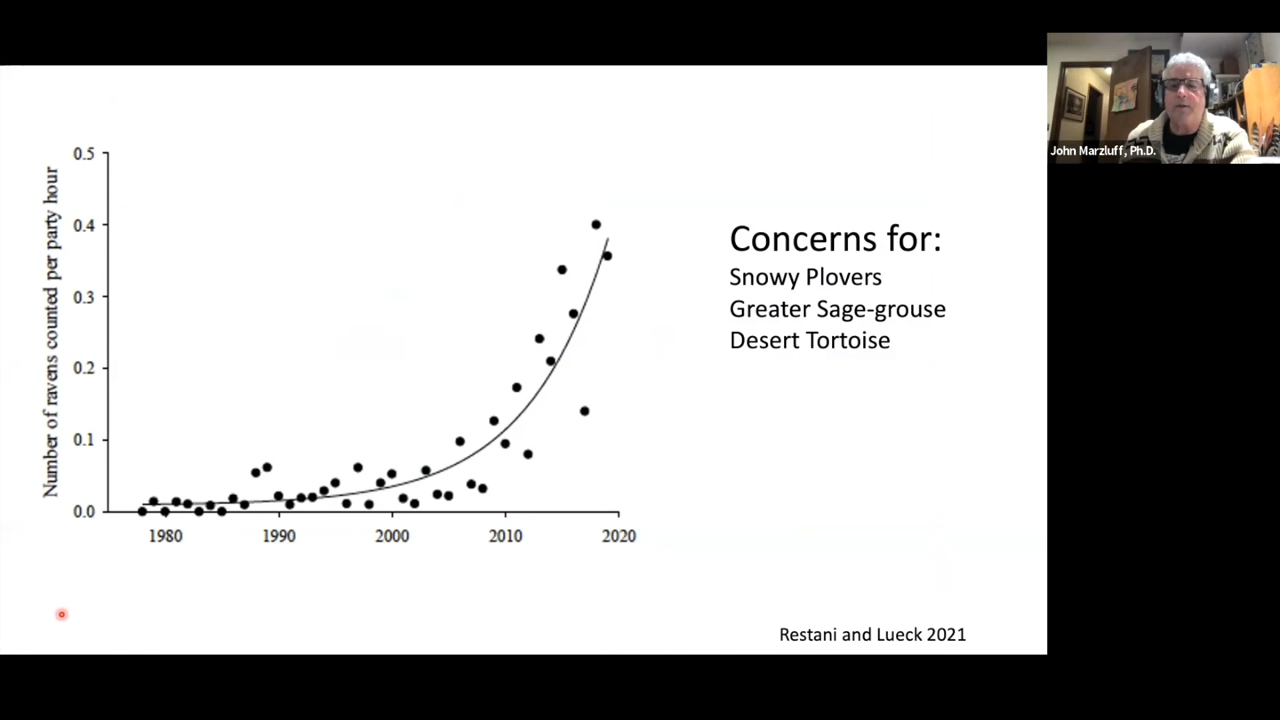 John Marzluff, Ph.D.
Number of ravens counted per party hour
0.5
0.4
0.3
0.2
0.1
0.0
1980 1990 2000 2010 2020
Concerns for:
Snowy Plovers
Greater Sage-grouse
Desert Tortoise
Restani and Lueck 2021